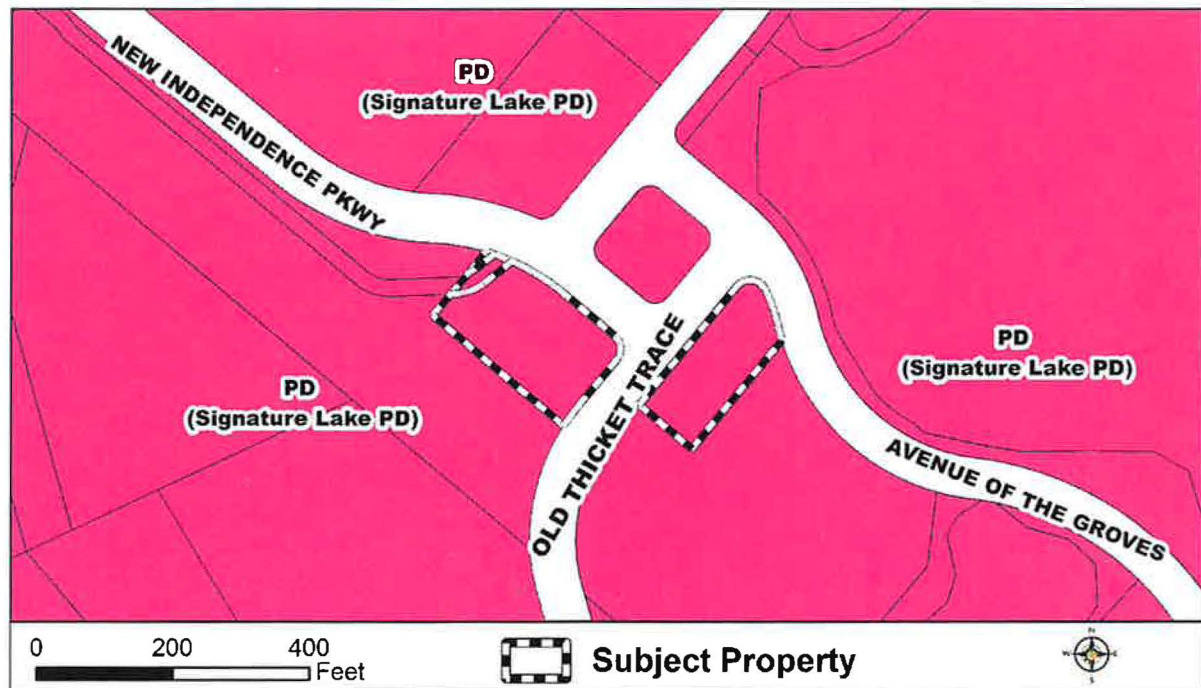 NEW INDEPENDENCE PKWY
PD
(Signature Lake PD)
PD
(Signature Lake PD)
PD
(Signature Lake PD)
OLD THICKET TRACE
AVENUE OF THE GROVES
0 200 400
Feet
Subject Property
N
W E
S